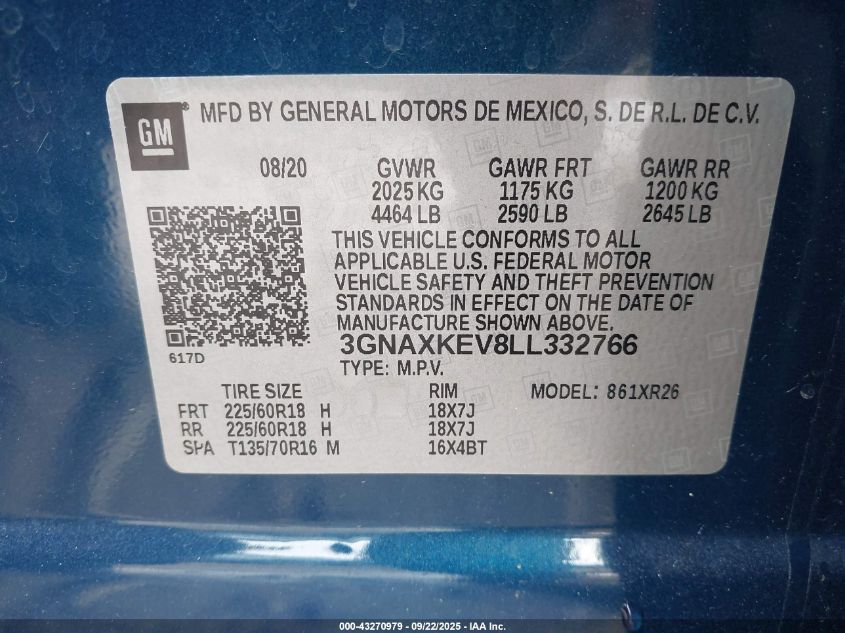 GM ® MFD BY GENERAL MOTORS DE MEXICO, S. DE R.L. DE C.V.
08/20 GVWR GAWR FRT GAWR RR
2025 KG 1175 KG 1200 KG
4464 LB 2590 LB 2645 LB
THIS VEHICLE CONFORMS TO ALL
APPLICABLE U.S. FEDERAL MOTOR
VEHICLE SAFETY AND THEFT PREVENTION
STANDARDS IN EFFECT ON THE DATE OF
MANUFACTURE SHOWN ABOVE.
617D 3GNAXKEV8LL332766
TYPE: M.P.V.
TIRE SIZE RIM MODEL: 861XR26
FRT 225/60R18 H 18X7J
RR 225/60R18 H 18X7J
SPA T135/70R16 M 16X4BT
000-43270979 - 09/22/2025 - IAA Inc.